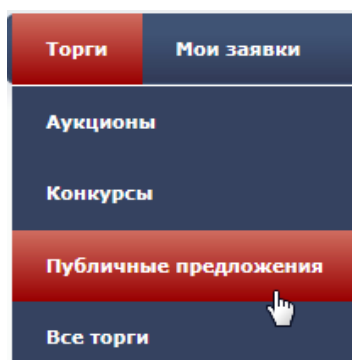 Торги Мои заявки
Аукционы
Конкурсы
Публичные предложения
Все торги